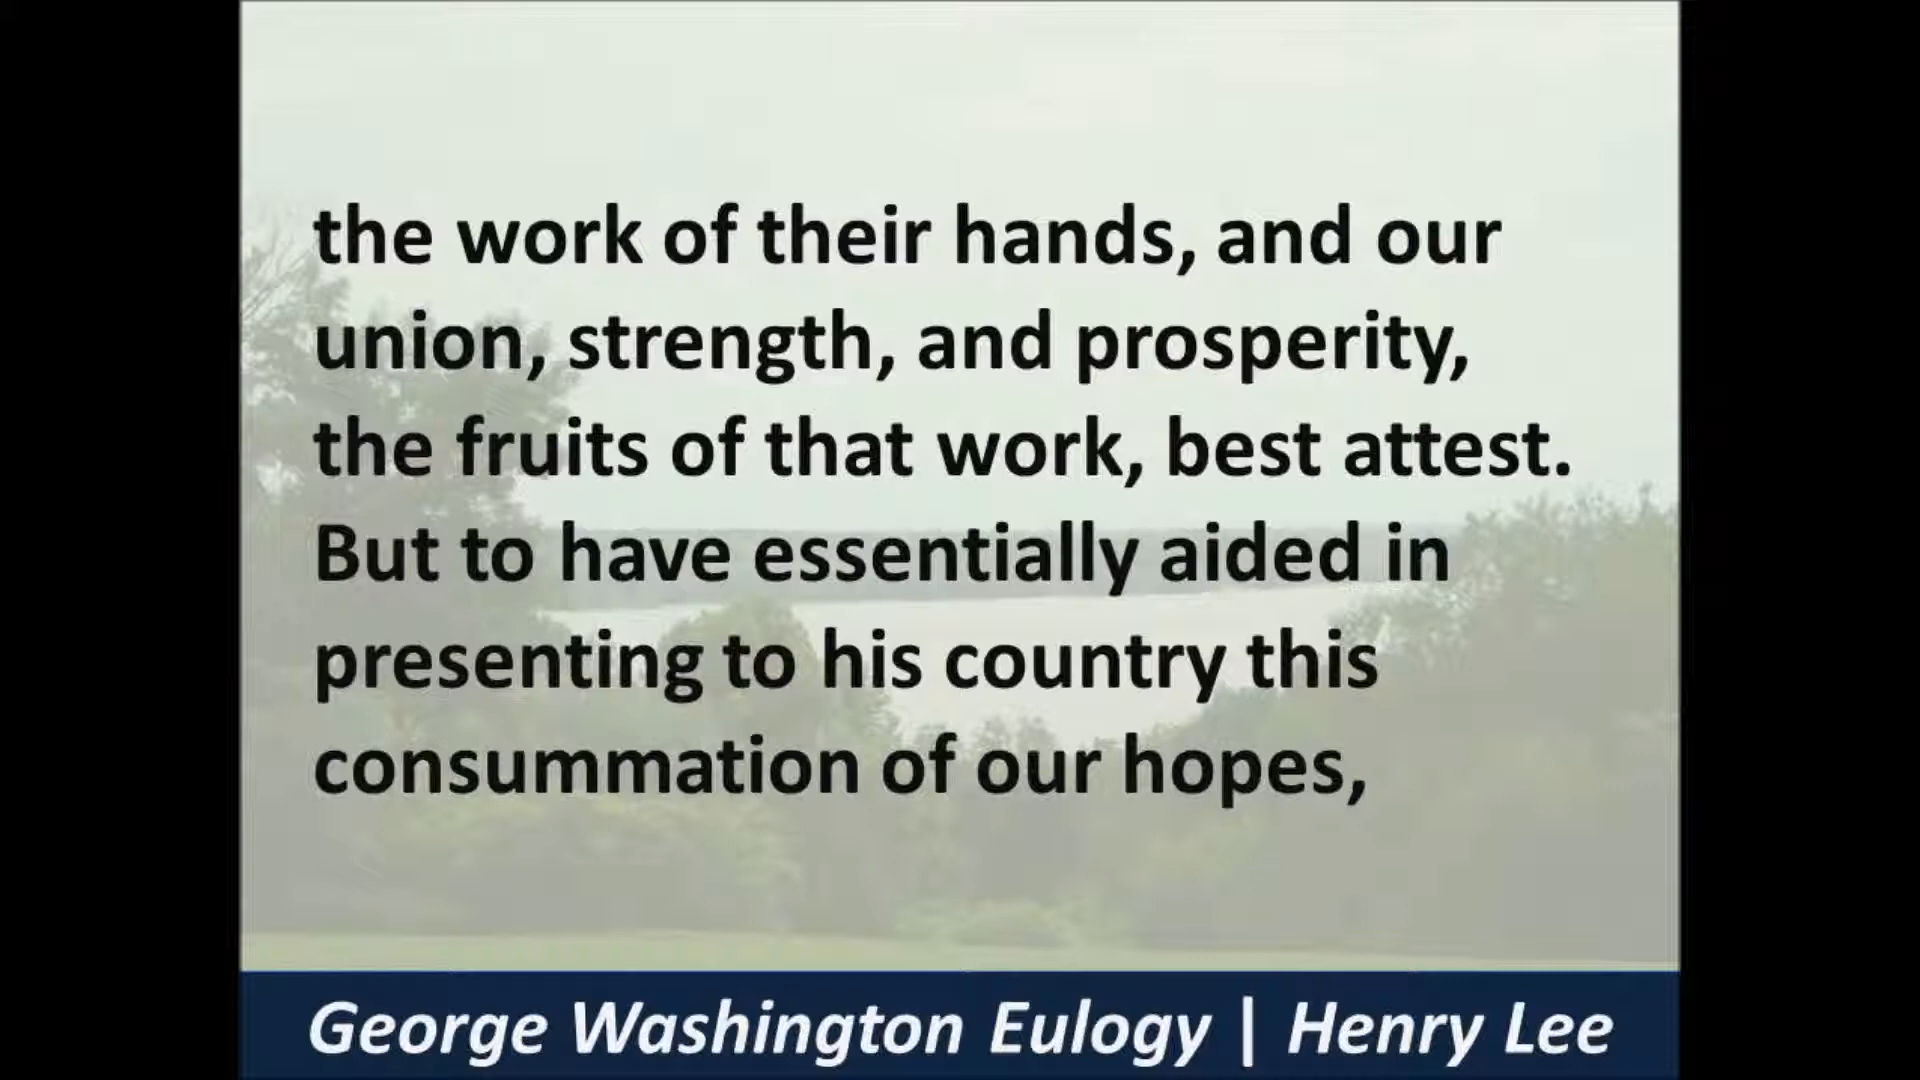 the work of their hands, and our
union, strength, and prosperity,
the fruits of that work, best attest.
But to have essentially aided in
presenting to his country this
consummation of our hopes,
George Washington Eulogy | Henry Lee